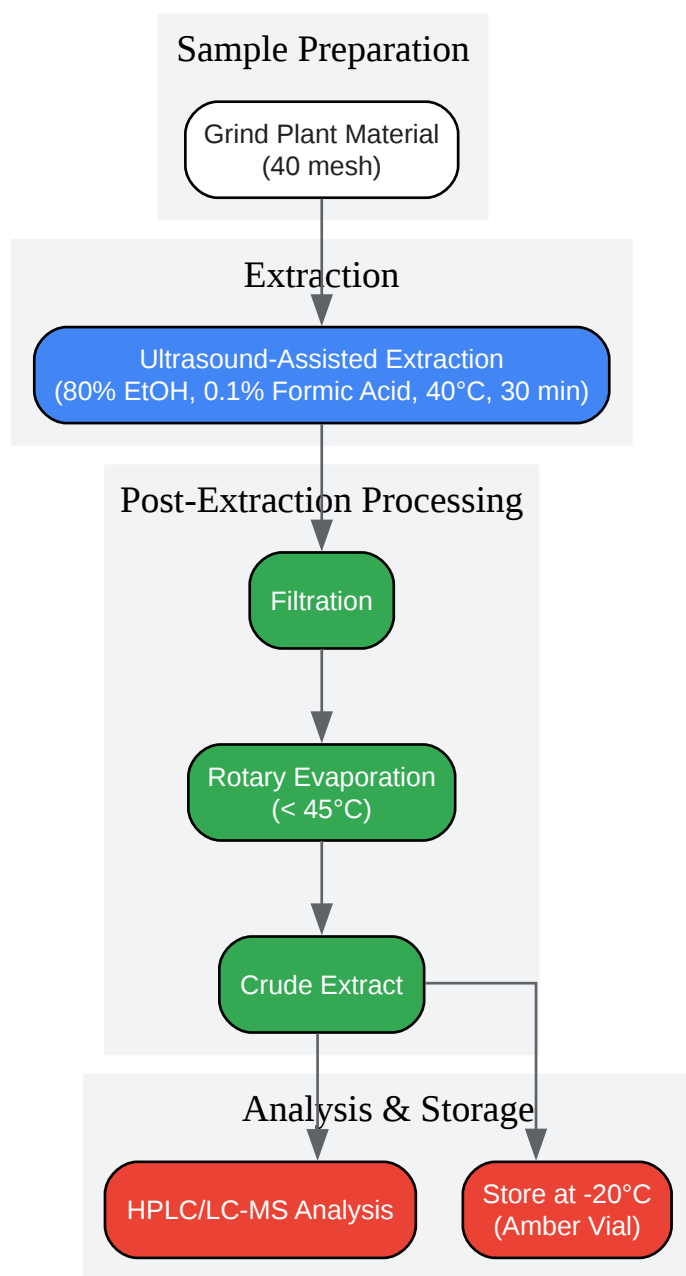 Sample Preparation
Grind Plant Material
(40 mesh)
Extraction
Ultrasound-Assisted Extraction
(80% EtOH, 0.1% Formic Acid, 40°C, 30 min)
Post-Extraction Processing
Filtration
Rotary Evaporation
(< 45°C)
Crude Extract
Analysis & Storage
HPLC/LC-MS Analysis
Store at -20°C
(Amber Vial)